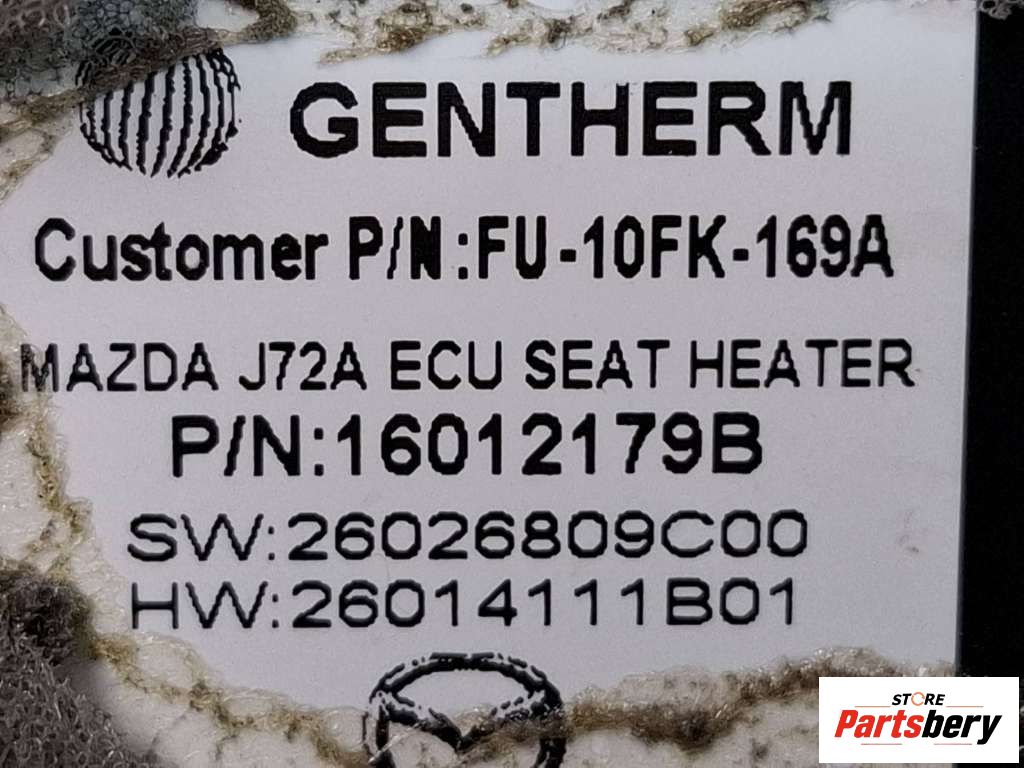 GENTHERM
Customer P/N:FU-10FK-169A
MAZDA J72A ECU SEAT HEATER
P/N:16012179B
SW:26026809C00
HW:26014111B01
STORE
Partsbery